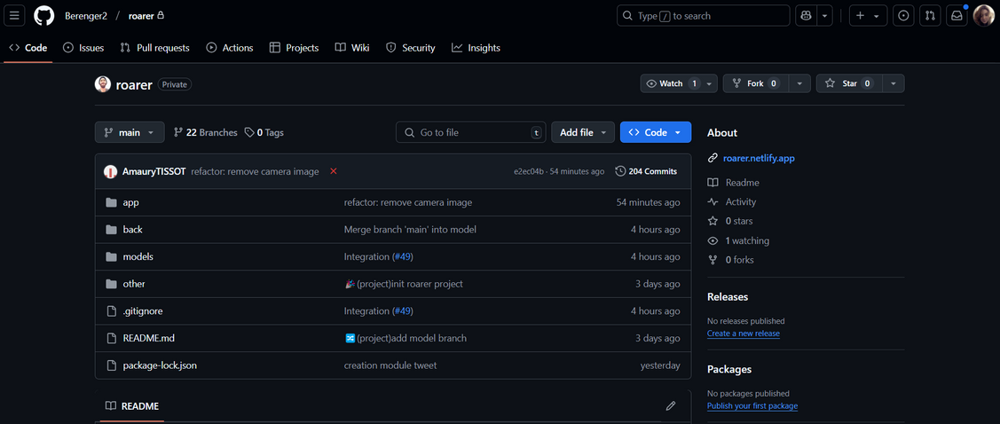 Berenger2 / roarer
Type / to search
Code Issues Pull requests Actions Projects Wiki Security Insights
roarer Private
Watch 1 Fork 0 Star 0
main 22 Branches 0 Tags Go to file t Add file Code
AmauryTISSOT refactor: remove camera image e2ec04b · 54 minutes ago 204 Commits
app refactor: remove camera image 54 minutes ago
back Merge branch 'main' into model 4 hours ago
models Integration (#49) 4 hours ago
other 🎉(project)init roarer project 3 days ago
.gitignore Integration (#49) 4 hours ago
README.md 🔀(project)add model branch 3 days ago
package-lock.json creation module tweet yesterday
README
About
roarer.netlify.app
Readme
Activity
0 stars
1 watching
0 forks
Releases
No releases published
Create a new release
Packages
No packages published
Publish your first package